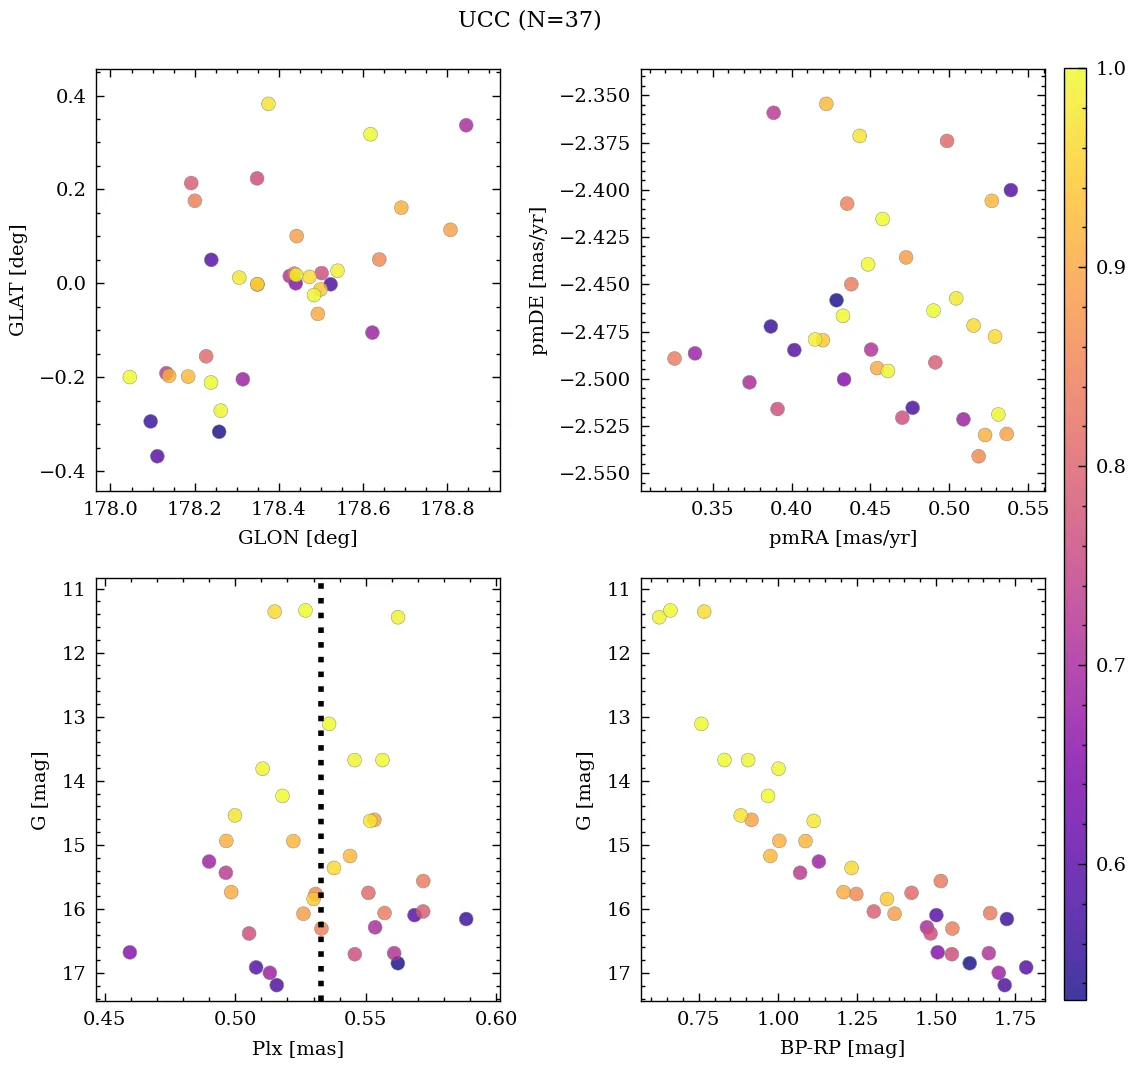 UCC (N=37)
0.4
0.2
0.0
−0.2
−0.4
GLAT [deg]
178.0 178.2 178.4 178.6 178.8
GLON [deg]
−2.350
−2.375
−2.400
−2.425
−2.450
−2.475
−2.500
−2.525
−2.550
pmDE [mas/yr]
0.35 0.40 0.45 0.50 0.55
pmRA [mas/yr]
1.0
0.9
0.8
0.7
0.6
11
12
13
14
15
16
17
G [mag]
0.45 0.50 0.55 0.60
Plx [mas]
11
12
13
14
15
16
17
G [mag]
0.75 1.00 1.25 1.50 1.75
BP-RP [mag]